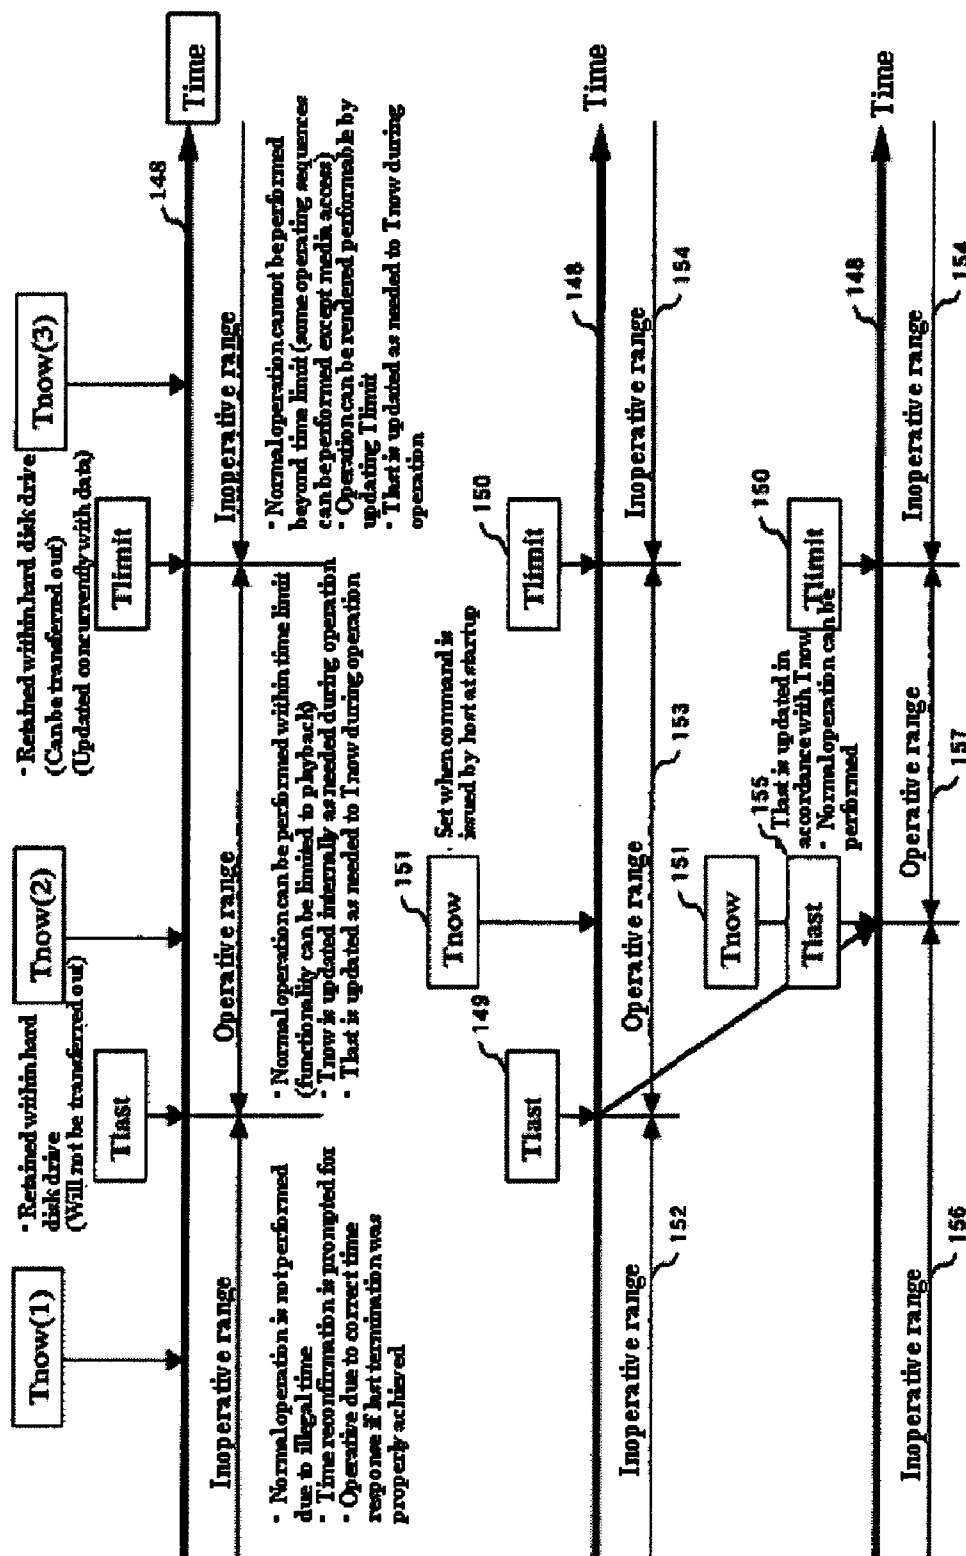 Tnow(1)
· Retained within hard
disk drive
(Will not be transferred out)
Tlast
Tnow(2)
· Retained within hard disk drive
(Can be transferred out)
(Updated concurrently with data)
Tlimit
Tnow(3)
148
Time
Inoperative range
Operative range
Inoperative range
· Normal operation is not performed
due to illegal time
· Time reconfirmation is prompted for
· Operative due to correct time
response if last termination was
properly achieved
· Normal operation can be performed within time limit
(functionality can be limited to playback)
· Tnow is updated internally as needed during operation
· Tlast is updated as needed to Tnow during operation
· Normal operation cannot be performed
beyond time limit (some operating sequences
can be performed except media access)
· Operation can be rendered performable by
updating Tlimit
· Tlast is updated as needed to Tnow during
operation
149
Tlast
151
Tnow
· Set when command is
issued by host at startup
150
Tlimit
148
Time
Inoperative range
152
Operative range
153
Inoperative range
154
151
Tnow
155
Tlast
Tlast is updated in
accordance with Tnow
· Normal operation can be
performed
150
Tlimit
148
Time
Inoperative range
156
Operative range
157
Inoperative range
154